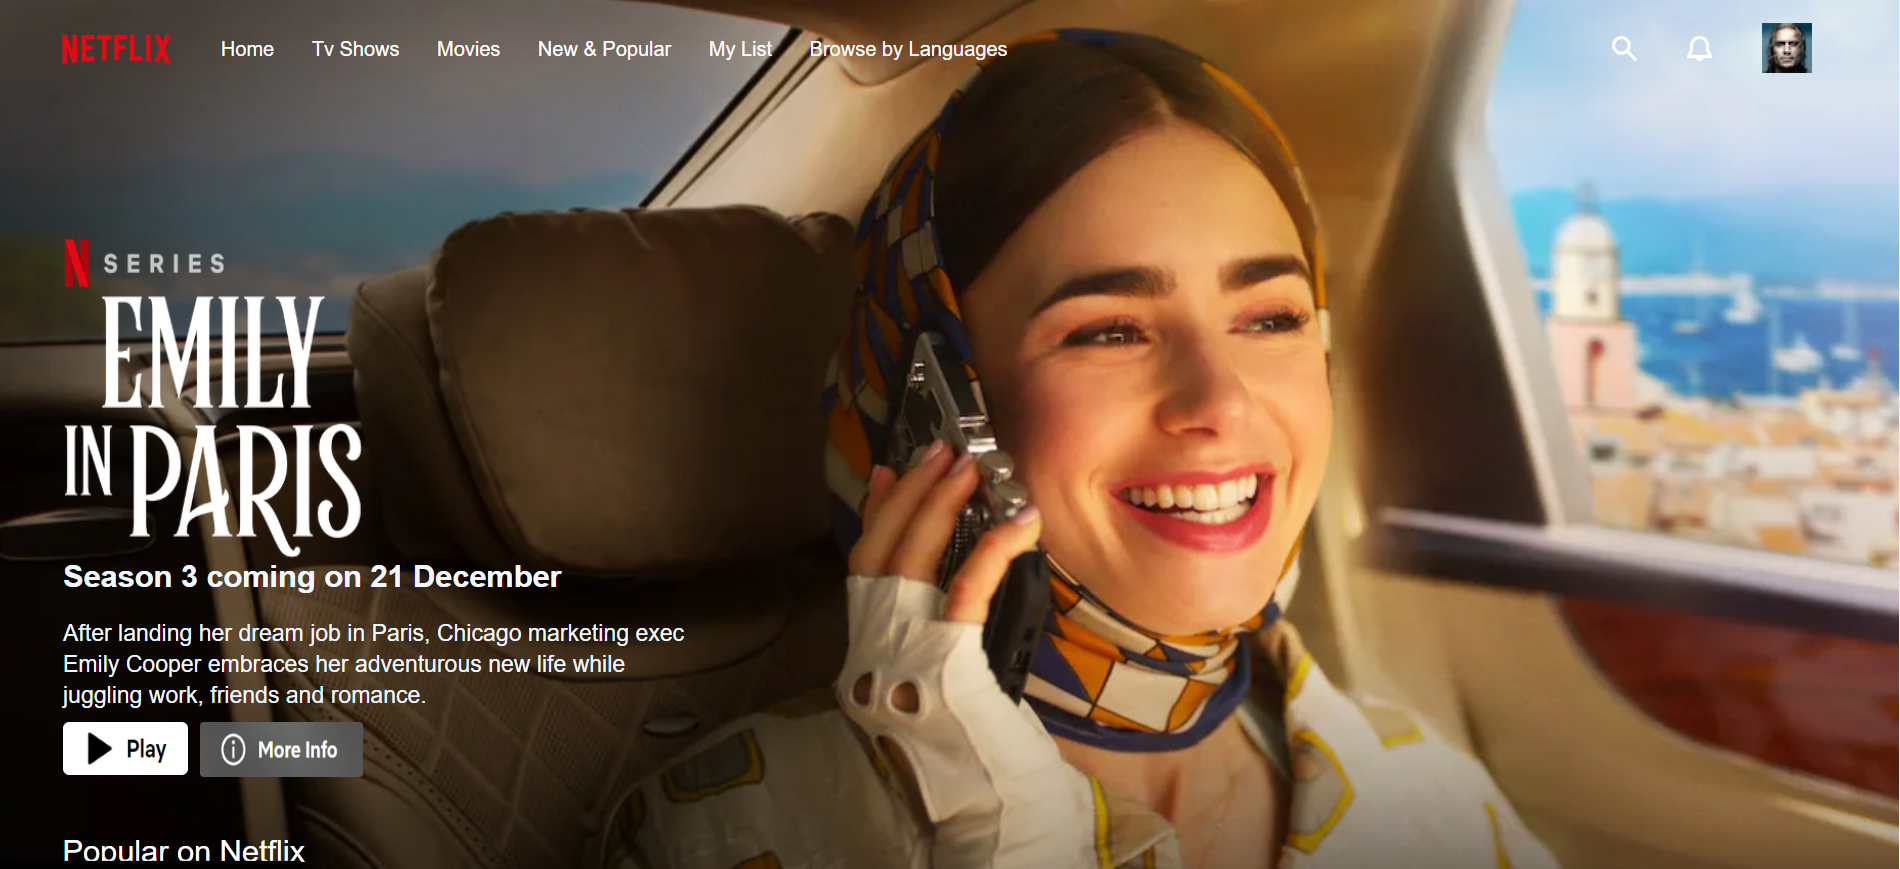 NETFLIX Home Tv Shows Movies New & Popular My List Browse by Languages
N SERIES
EMILY
IN PARIS
Season 3 coming on 21 December
After landing her dream job in Paris, Chicago marketing exec
Emily Cooper embraces her adventurous new life while
juggling work, friends and romance.
Play More Info
Popular on Netflix